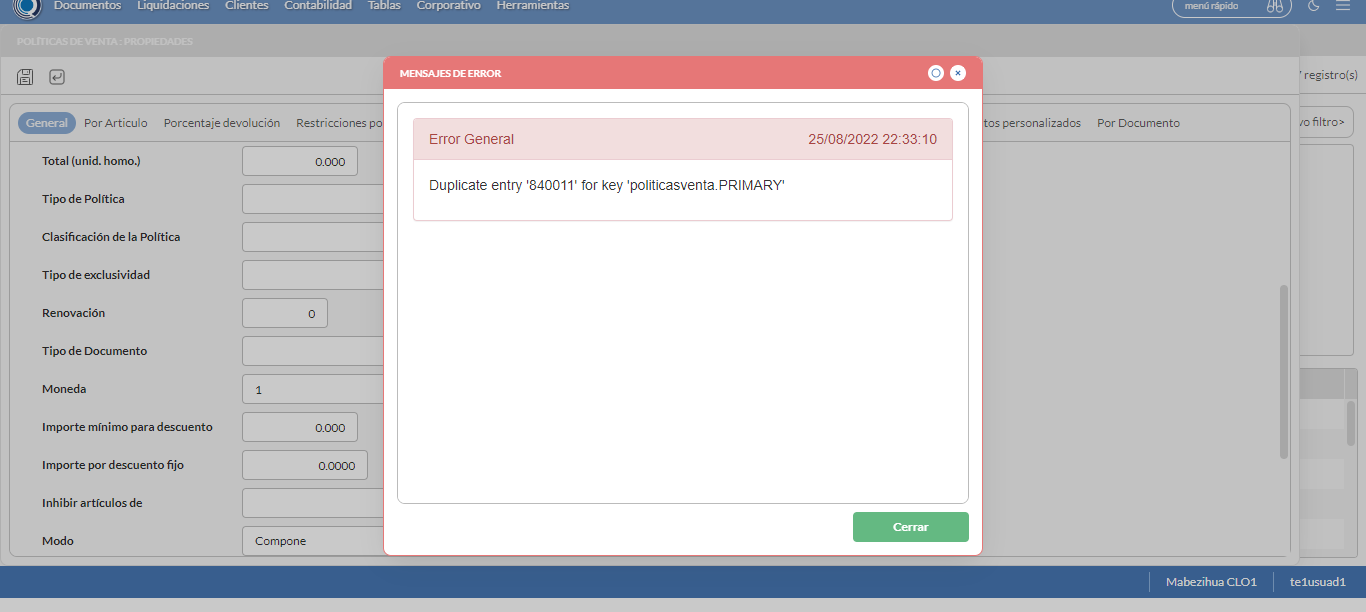 Documentos Liquidaciones Clientes Contabilidad Tablas Corporativo Herramientas menú rápido
POLÍTICAS DE VENTA : PROPIEDADES
registro(s)
MENSAJES DE ERROR
General Por Articulo Porcentaje devolución Restricciones po tos personalizados Por Documento
vo filtro>
Error General 25/08/2022 22:33:10
Duplicate entry '840011' for key 'politicasventa.PRIMARY'
Total (unid. homo.) 0.000
Tipo de Política
Clasificación de la Política
Tipo de exclusividad
Renovación 0
Tipo de Documento
Moneda 1
Importe mínimo para descuento 0.000
Importe por descuento fijo 0.0000
Inhibir artículos de
Modo Compone
Cerrar
Mabezihua CLO1 te1usuad1